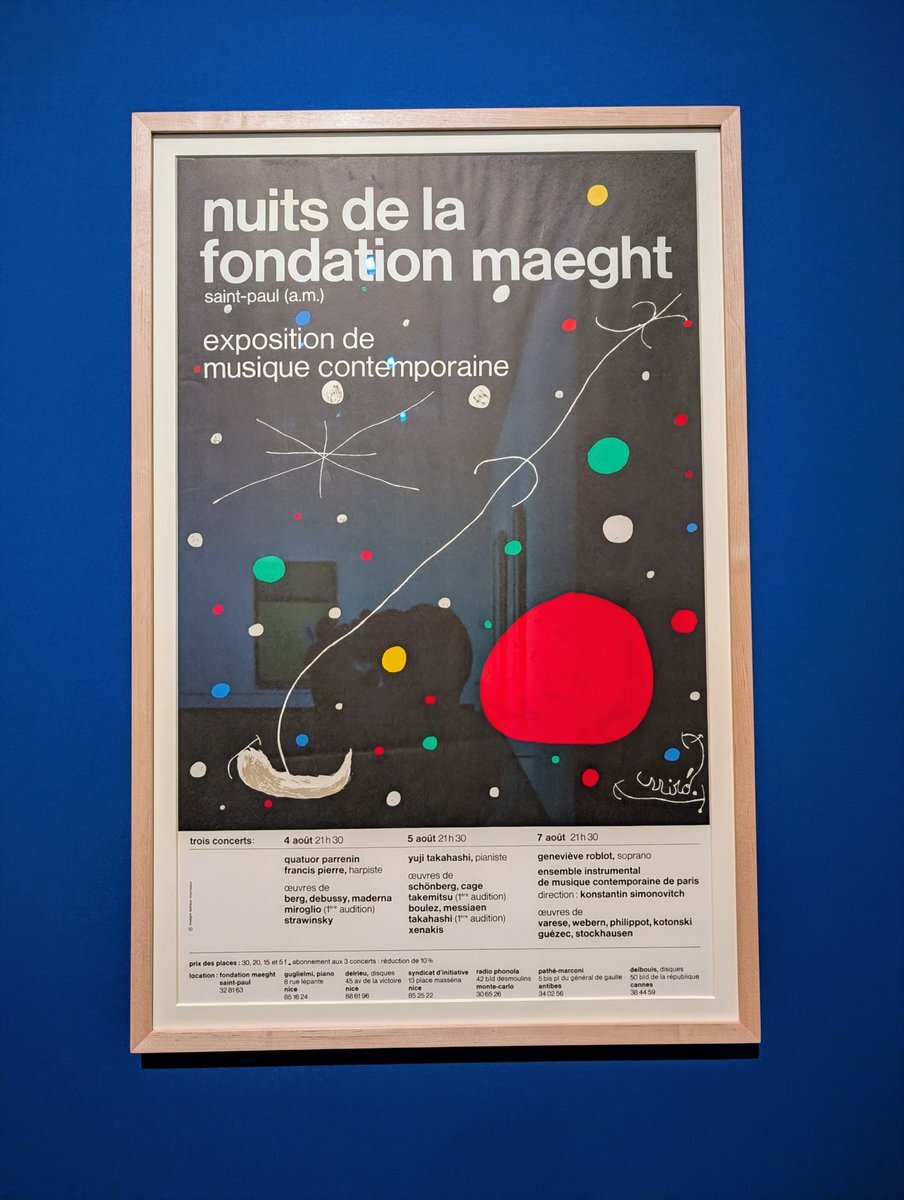 nuits de la
fondation maeght
saint-paul (a.m.)
exposition de
musique contemporaine
miró.
trois concerts:
4 août 21h30
quatuor parrenin
francis pierre, harpiste
œuvres de
berg, debussy, maderna
miroglio (1ère audition)
strawinsky
5 août 21h30
yuji takahashi, pianiste
œuvres de
schönberg, cage
takemitsu (1ère audition)
boulez, messiaen
takahashi (1ère audition)
xenakis
7 août 21h30
geneviève roblot, soprano
ensemble instrumental
de musique contemporaine de paris
direction: konstantin simonovitch
œuvres de
varese, webern, philippot, kotonski
guézec, stockhausen
prix des places: 30, 20, 15 et 5 f _ abonnement aux 3 concerts: réduction de 10%
location: fondation maeght
saint-paul
32 81 63
guglielmi, piano
8 rue lépante
nice
85 16 24
delrieu, disques
45 av de la victoire
nice
88 61 96
syndicat d'initiative
13 place masséna
nice
85 25 22
radio phonola
42 bld desmoulins
monte-carlo
30 65 26
pathé-marconi
5 bis pl du général de gaulle
antibes
34 02 56
delbouis, disques
50 bld de la république
cannes
38 44 59